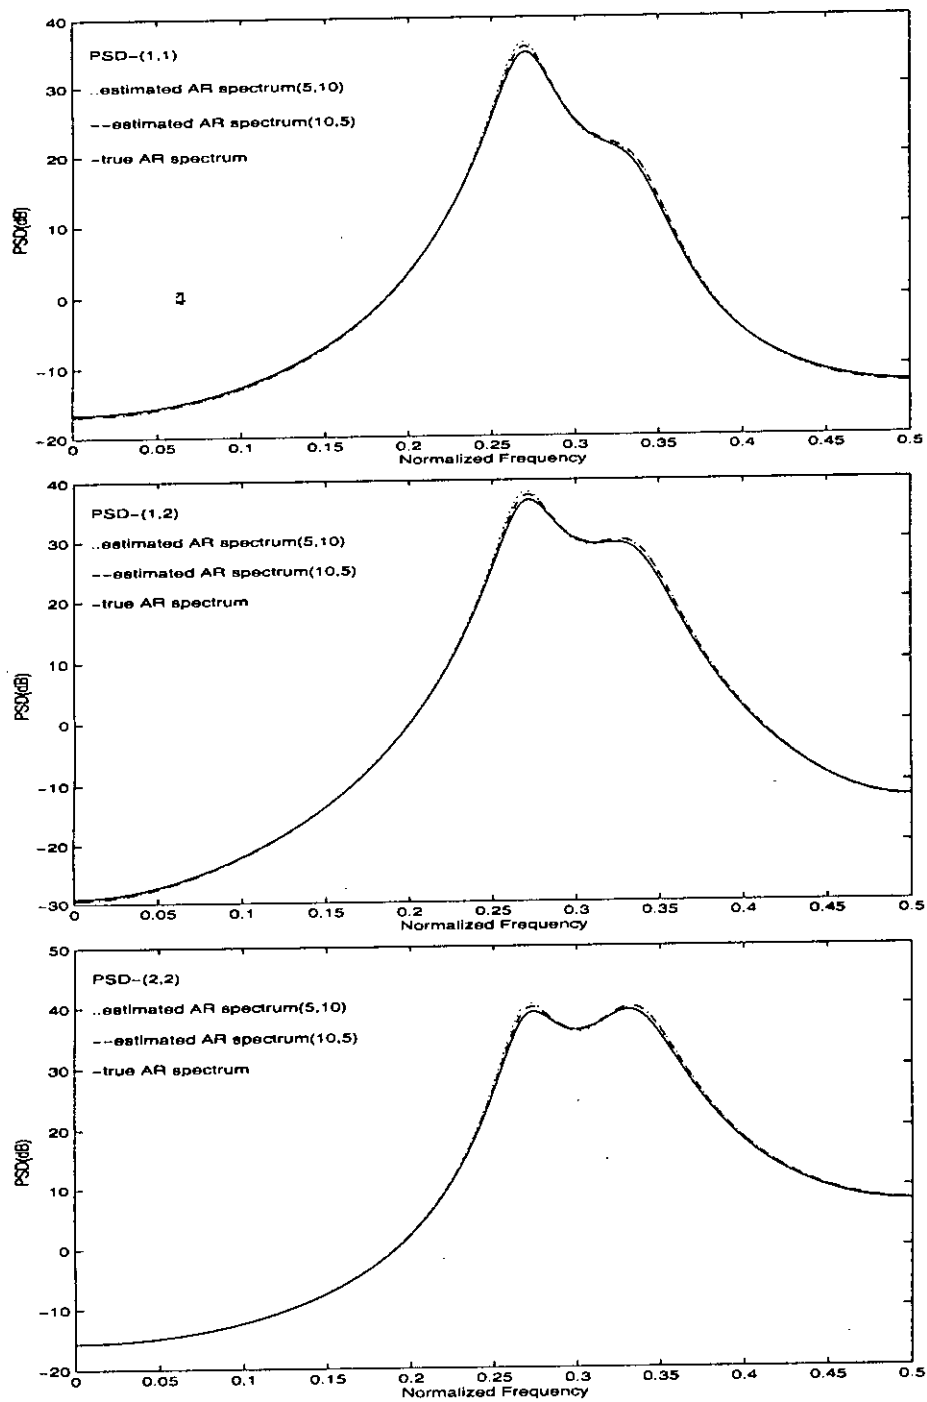 40
30
20
10
0
-10
-20
PSD(dB)
PSD-(1,1)
..estimated AR spectrum(5,10)
--estimated AR spectrum(10,5)
-true AR spectrum
0 0.05 0.1 0.15 0.2 0.25 0.3 0.35 0.4 0.45 0.5
Normalized Frequency
40
30
20
10
0
-10
-20
-30
PSD(dB)
PSD-(1,2)
..estimated AR spectrum(5,10)
--estimated AR spectrum(10,5)
-true AR spectrum
0 0.05 0.1 0.15 0.2 0.25 0.3 0.35 0.4 0.45 0.5
Normalized Frequency
50
40
30
20
10
0
-10
-20
PSD(dB)
PSD-(2,2)
..estimated AR spectrum(5,10)
--estimated AR spectrum(10,5)
-true AR spectrum
0 0.05 0.1 0.15 0.2 0.25 0.3 0.35 0.4 0.45 0.5
Normalized Frequency